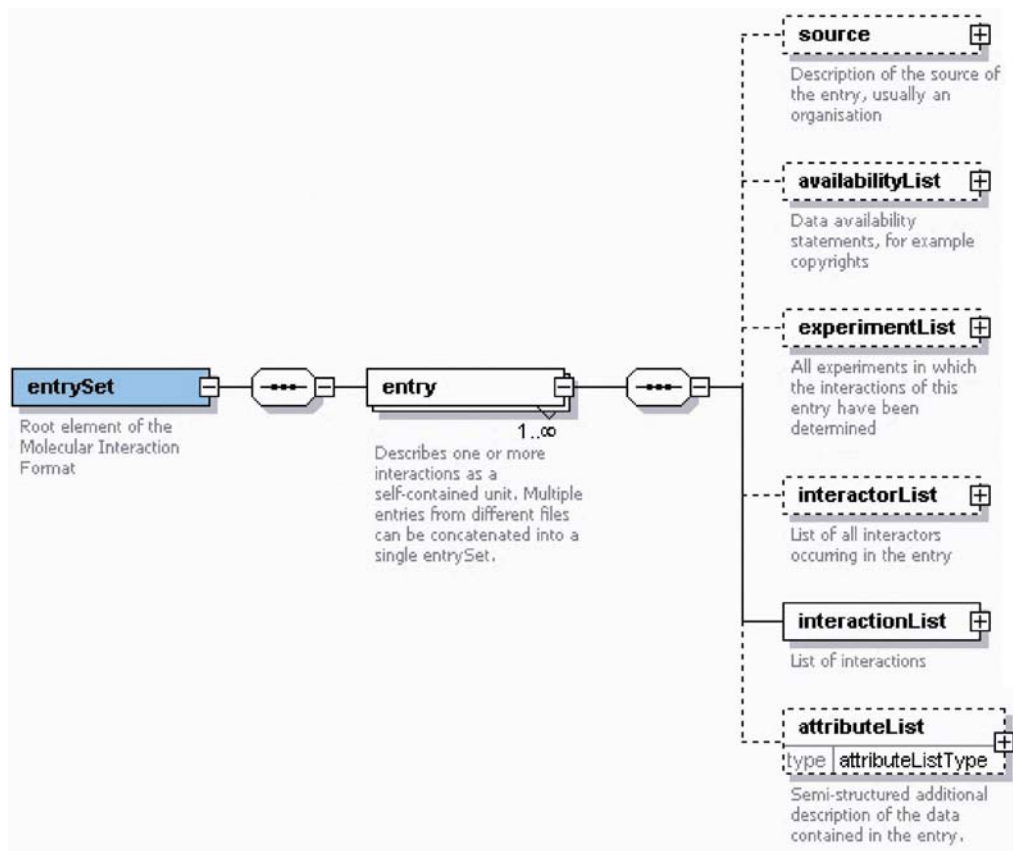 entrySet
Root element of the
Molecular Interaction
Format
entry
1..∞
Describes one or more
interactions as a
self-contained unit. Multiple
entries from different files
can be concatenated into a
single entrySet.
source
Description of the source of
the entry, usually an
organisation
availabilityList
Data availability
statements, for example
copyrights
experimentList
All experiments in which
the interactions of this
entry have been
determined
interactorList
List of all interactors
occurring in the entry
interactionList
List of interactions
attributeList
type attributeListType
Semi-structured additional
description of the data
contained in the entry.